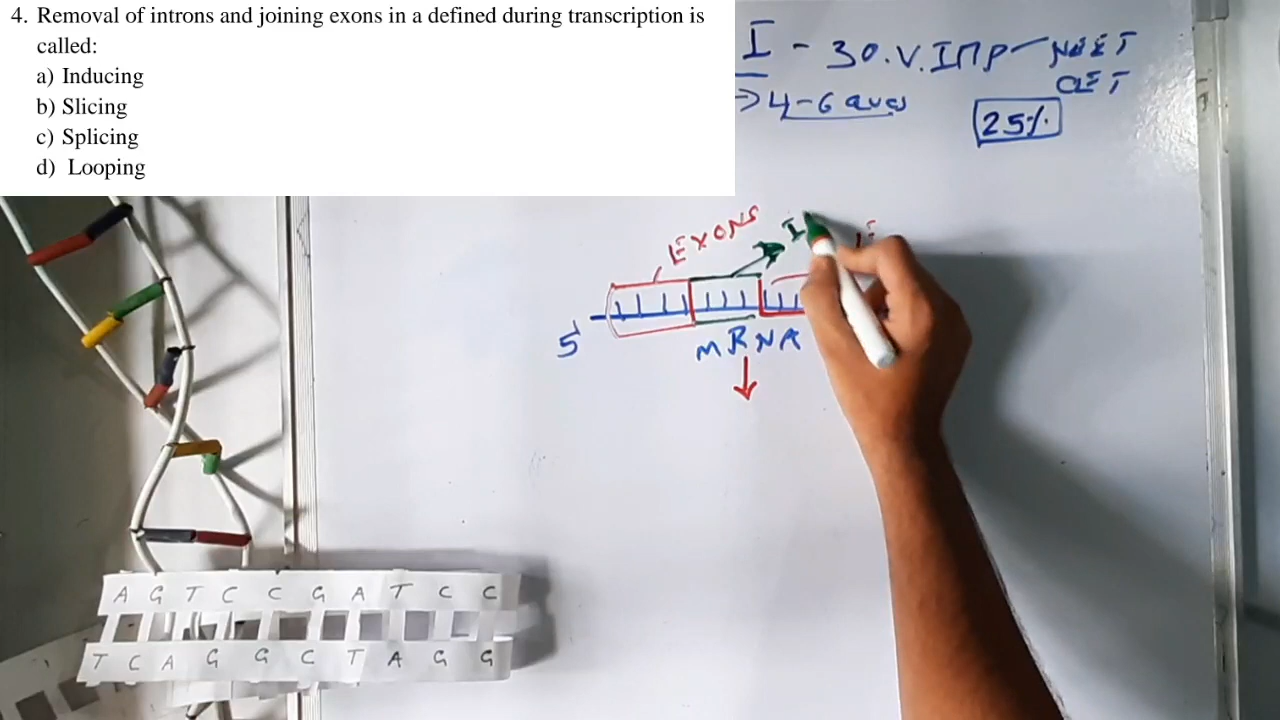 4. Removal of introns and joining exons in a defined during transcription is
called:
a) Inducing
b) Slicing
c) Splicing
d) Looping
I - 30.V.IMP - NEET
CET
→ 4-6 Ques
25%
EXONS
I
E
5'
mRNA
A G T C C G A T C C
T C A G G C T A G G